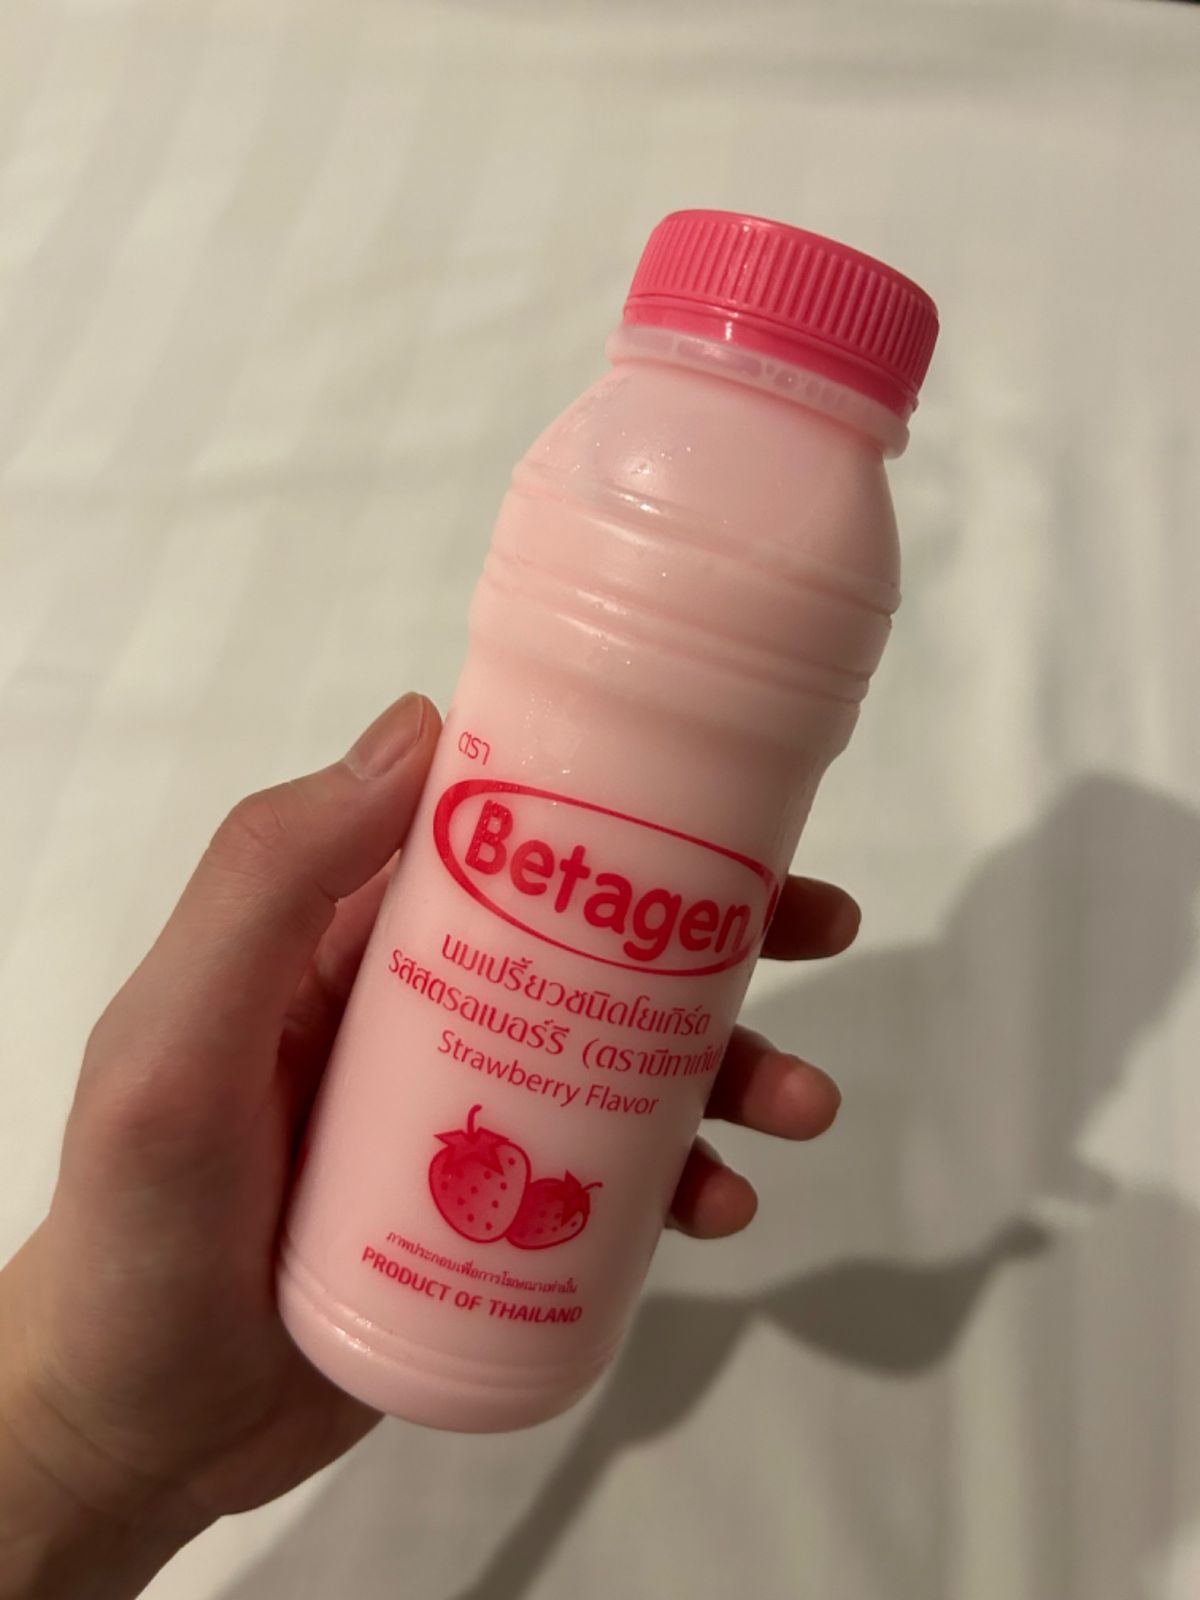 ตรา
Betagen
นมเปรี้ยวชนิดโยเกิร์ต
รสสตรอเบอร์รี่ (ตราบีทาเก้น
Strawberry Flavor
ภาพประกอบเพื่อการโฆษณาเท่านั้น
PRODUCT OF THAILAND